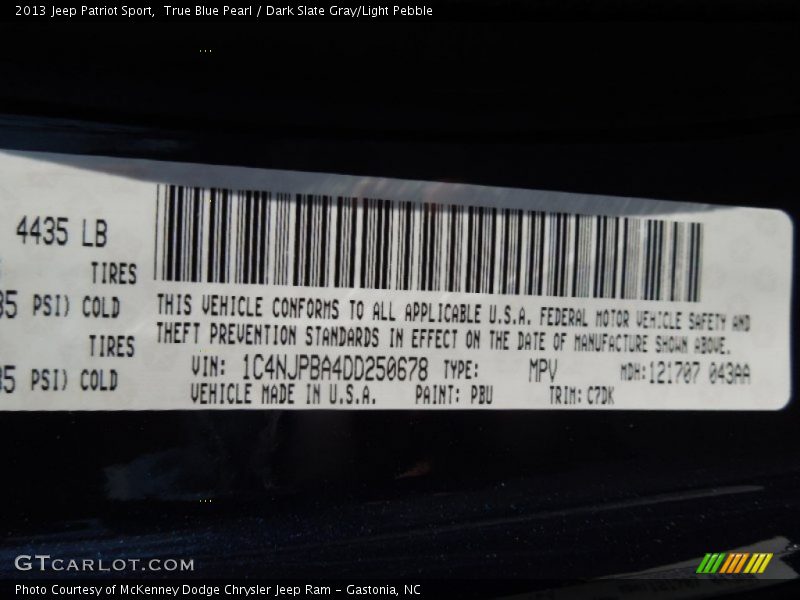 2013 Jeep Patriot Sport,  True Blue Pearl / Dark Slate Gray/Light Pebble
4435 LB
TIRES
35 PSI) COLD
THIS VEHICLE CONFORMS TO ALL APPLICABLE U.S.A. FEDERAL MOTOR VEHICLE SAFETY AND
THEFT PREVENTION STANDARDS IN EFFECT ON THE DATE OF MANUFACTURE SHOWN ABOVE.
TIRES
35 PSI) COLD
VIN: 1C4NJPBA4DD250678 TYPE: MPV MDH:121707 043AA
VEHICLE MADE IN U.S.A. PAINT: PBU TRIM: C7DK
GTCARLOT.COM
Photo Courtesy of McKenney Dodge Chrysler Jeep Ram - Gastonia, NC